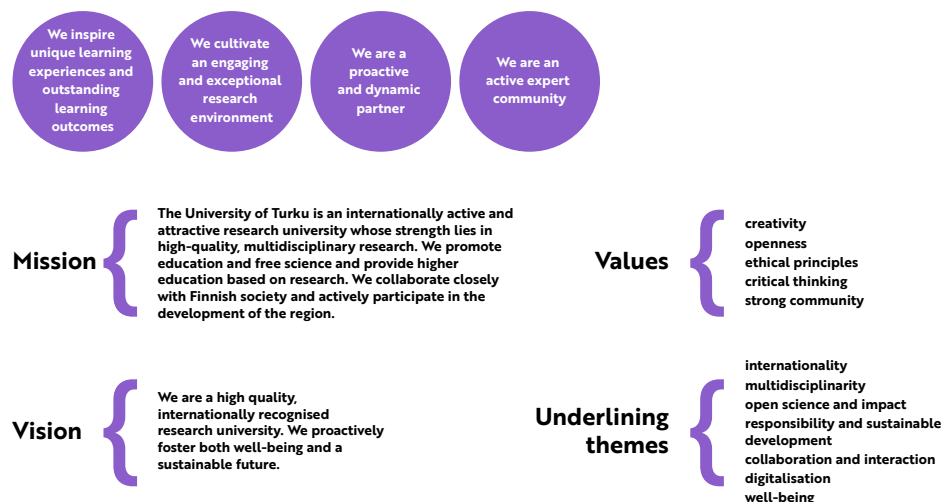 We inspire
unique learning
experiences and
outstanding
learning
outcomes
We cultivate
an engaging
and exceptional
research
environment
We are a
proactive
and dynamic
partner
We are an
active expert
community
Mission
The University of Turku is an internationally active and
attractive research university whose strength lies in
high-quality, multidisciplinary research. We promote
education and free science and provide higher
education based on research. We collaborate closely
with Finnish society and actively participate in the
development of the region.
Values
creativity
openness
ethical principles
critical thinking
strong community
Vision
We are a high quality,
internationally recognised
research university. We proactively
foster both well-being and a
sustainable future.
Underlining
themes
internationality
multidisciplinarity
open science and impact
responsibility and sustainable
development
collaboration and interaction
digitalisation
well-being